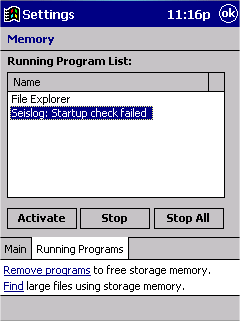 Settings 11:16p ok
Memory
Running Program List:
Name
File Explorer
Seislog: Startup check failed
Activate Stop Stop All
Main Running Programs
Remove programs to free storage memory.
Find large files using storage memory.